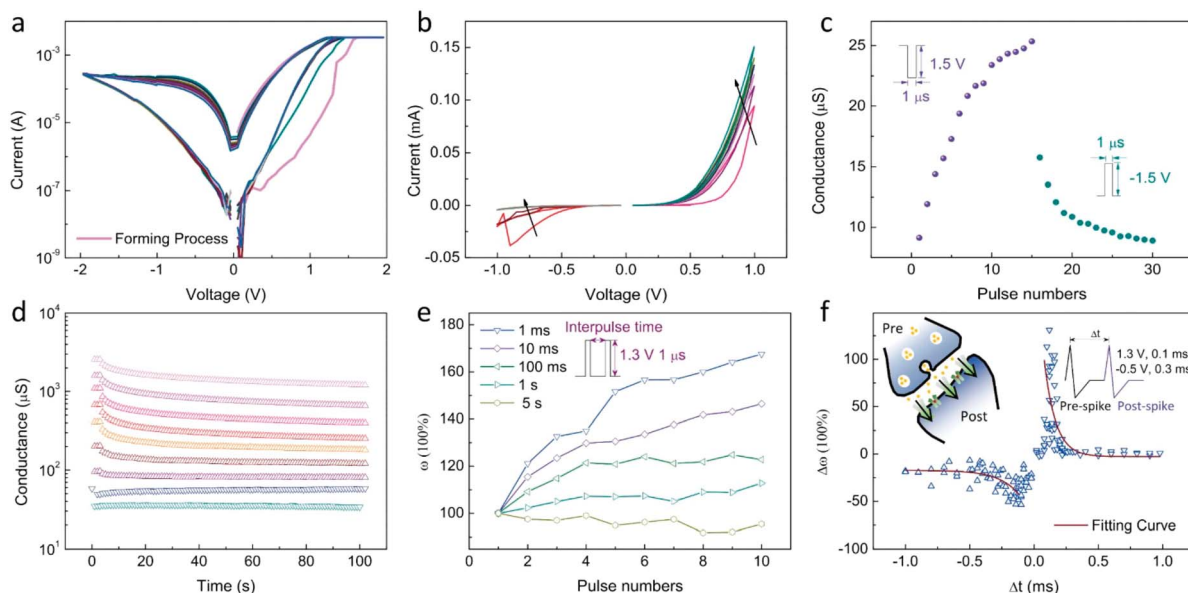 a
10⁻³
10⁻⁵
10⁻⁷
10⁻⁹
Current (A)
Forming Process
-2 -1 0 1 2
Voltage (V)
b
0.15
0.10
0.05
0.00
0.05
Current (mA)
-1.0 -0.5 0.0 0.5 1.0
Voltage (V)
c
25
20
15
10
Conductance (µS)
1.5 V
1 µs
1 µs
-1.5 V
0 10 20 30
Pulse numbers
d
10⁴
10³
10²
10¹
Conductance (µS)
0 20 40 60 80 100
Time (s)
e
180
160
140
120
100
80
ω (100%)
1 ms
10 ms
100 ms
1 s
5 s
Interpulse time
1.3 V 1 µs
0 2 4 6 8 10
Pulse numbers
f
100
50
0
-50
-100
Δω (100%)
Pre
Post
Δt
1.3 V, 0.1 ms
-0.5 V, 0.3 ms
Pre-spike Post-spike
Fitting Curve
-1.0 -0.5 0.0 0.5 1.0
Δt (ms)